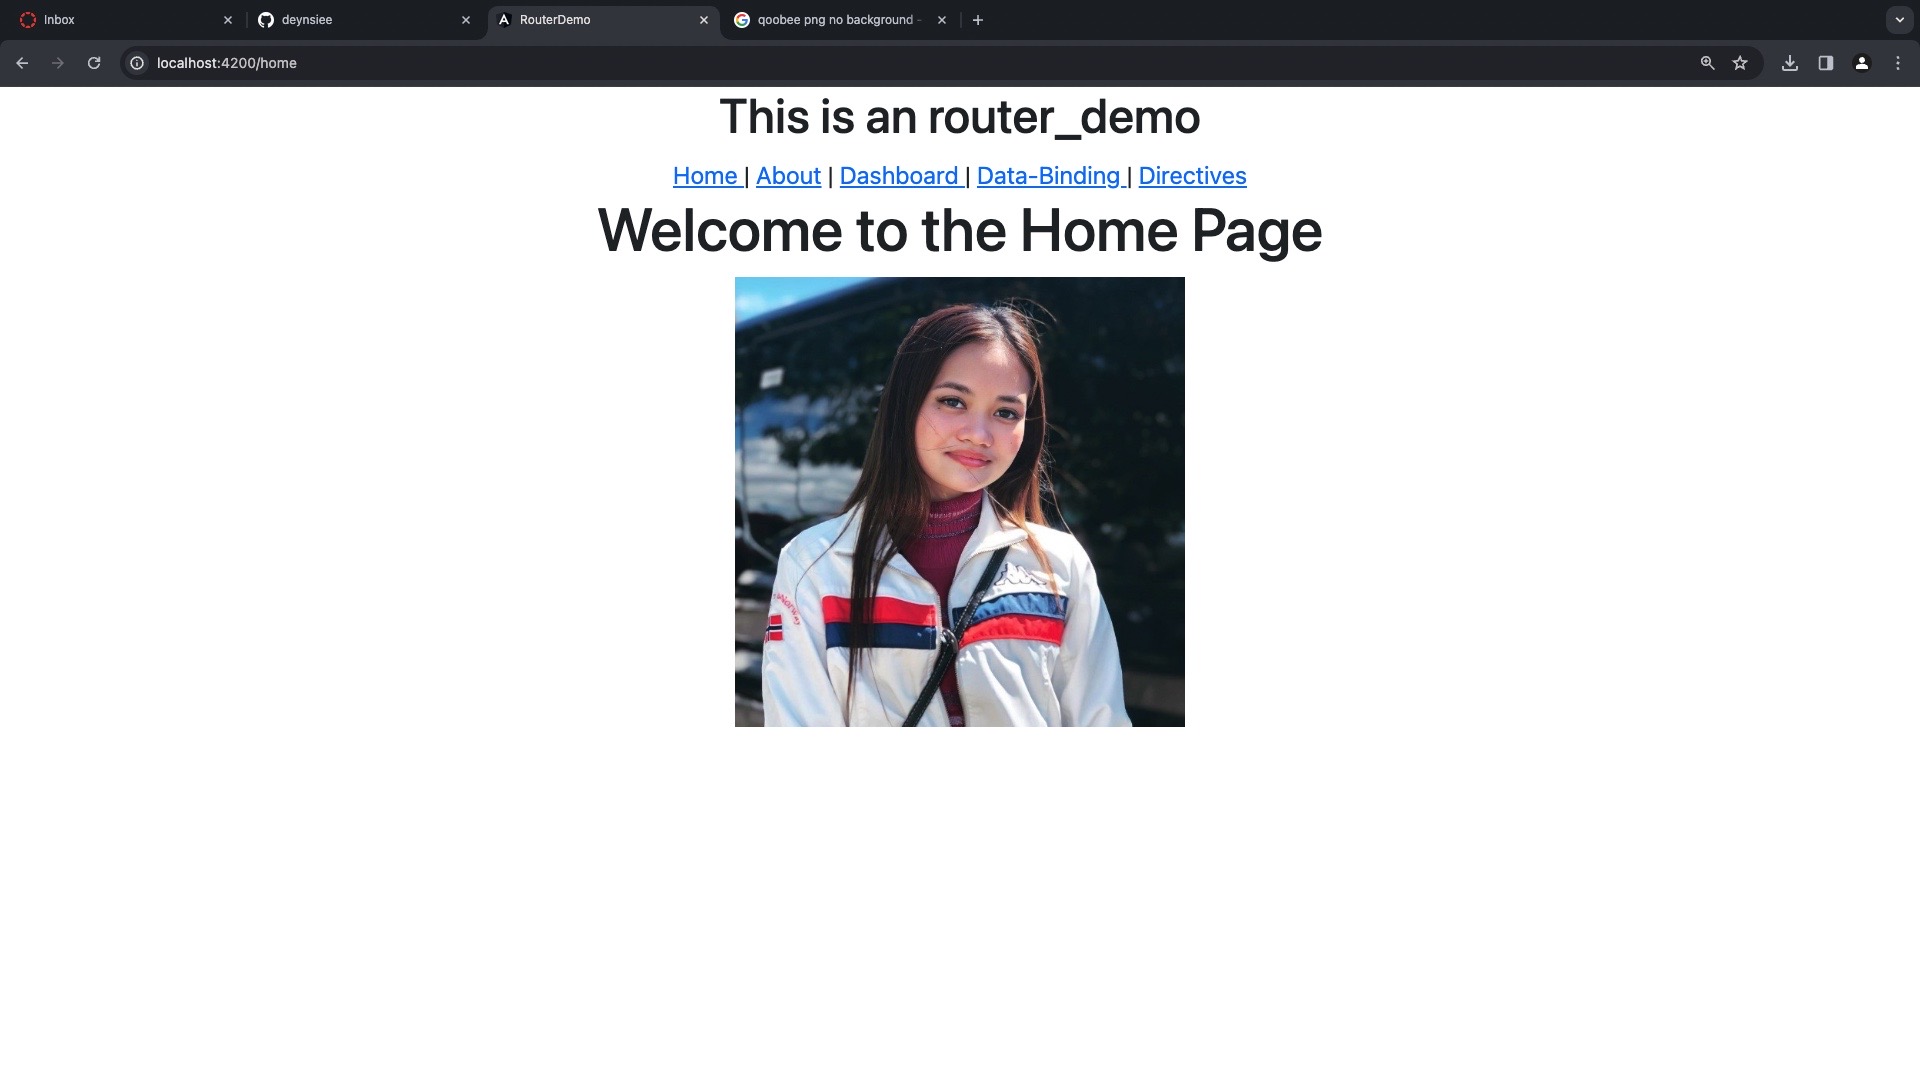 Inbox
deynsiee
RouterDemo
qoobee png no background -
localhost:4200/home
This is an router_demo
Home | About | Dashboard | Data-Binding | Directives
Welcome to the Home Page
Norway